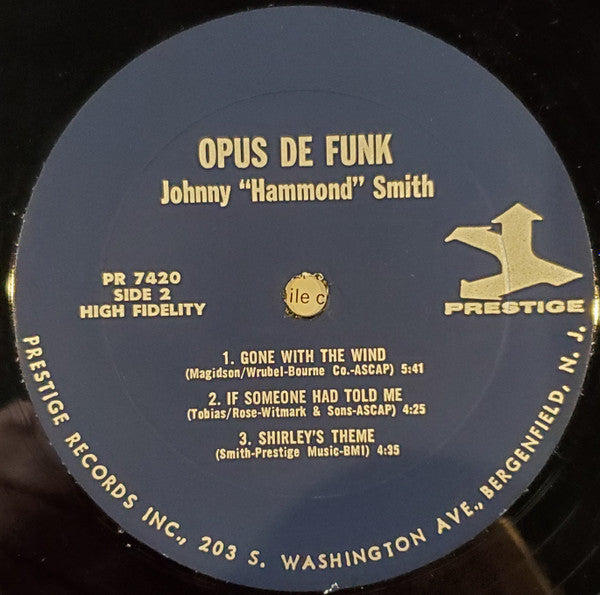 OPUS DE FUNK
Johnny “Hammond” Smith
PR 7420
SIDE 2
HIGH FIDELITY
ile c
PRESTIGE
1. GONE WITH THE WIND
(Magidson/Wrubel-Bourne Co.-ASCAP) 5:41
2. IF SOMEONE HAD TOLD ME
(Tobias/Rose-Witmark & Sons-ASCAP) 4:25
3. SHIRLEY'S THEME
(Smith-Prestige Music-BMI) 4:35
PRESTIGE RECORDS INC., 203 S. WASHINGTON AVE., BERGENFIELD, N. J.